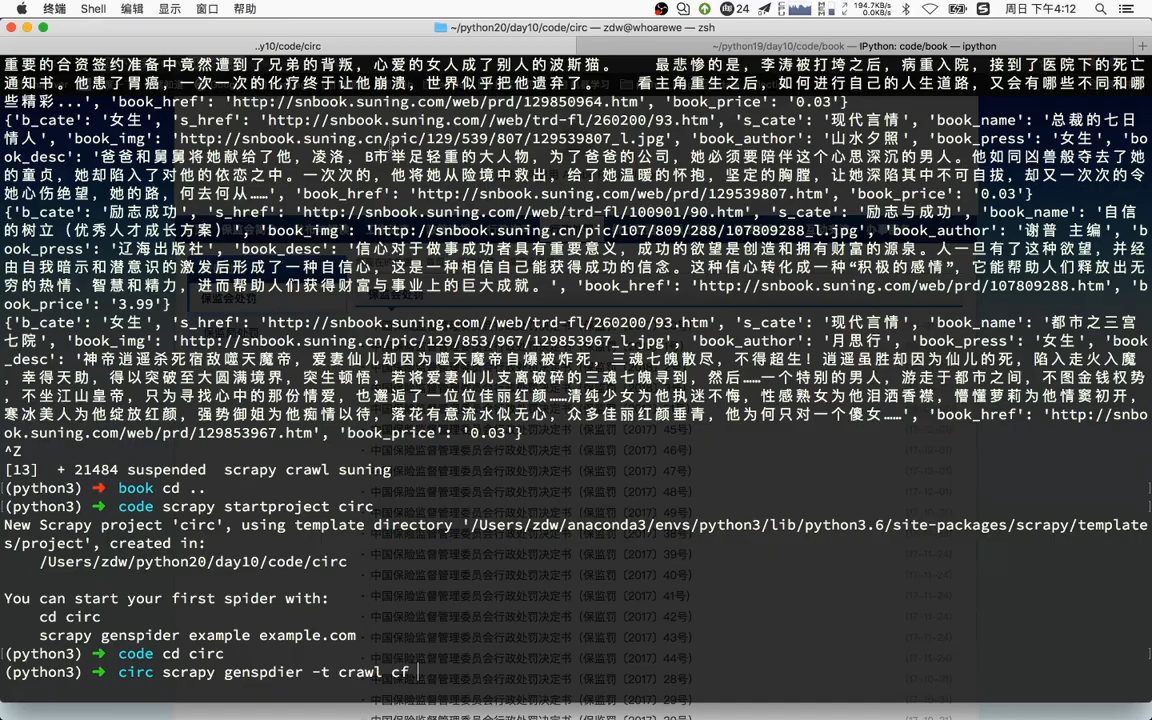 终端 Shell 编辑 显示 窗口 帮助 24 194.7KB/s 0.0KB/s 周日 下午4:12
~/python20/day10/code/circ — zdw@whoarewe — zsh
..y10/code/circ ~/python19/day10/code/book — IPython: code/book — ipython
重要的合资签约准备中竟然遭到了兄弟的背叛，心爱的女人成了别人的波斯猫。 最悲惨的是，李涛被打垮之后，病重入院，接到了医院下的死亡
通知书。他患了胃癌，一次一次的化疗终于让他崩溃，世界似乎把他遗弃了。 看主角重生之后，如何进行自己的人生道路，又会有哪些不同和哪
些精彩...', 'book_href': 'http://snbook.suning.com/web/prd/129850964.htm', 'book_price': '0.03'}
{'b_cate': '女生', 's_href': 'http://snbook.suning.com//web/trd-fl/260200/93.htm', 's_cate': '现代言情', 'book_name': '总裁的七日
情人', 'book_img': 'http://snbook.suning.cn/pic/129/539/807/129539807_l.jpg', 'book_author': '山水夕照', 'book_press': '女生', 'bo
ok_desc': '爸爸和舅舅将她献给了他，凌洛，B市举足轻重的大人物，为了爸爸的公司，她必须要陪伴这个心思深沉的男人。他如同凶兽般夺去了她
的童贞，她却陷入了对他的依恋之中。一次次的，他将她从险境中救出，给了她温暖的怀抱，坚定的胸膛，让她深陷其中不可自拔，却又一次次的令
她心伤绝望，她的路，何去何从……', 'book_href': 'http://snbook.suning.com/web/prd/129539807.htm', 'book_price': '0.03'}
{'b_cate': '励志成功', 's_href': 'http://snbook.suning.com//web/trd-fl/100901/90.htm', 's_cate': '励志与成功', 'book_name': '自信
的树立（优秀人才成长方案）', 'book_img': 'http://snbook.suning.cn/pic/107/809/288/107809288_l.jpg', 'book_author': '谢普 主编', 'b
ook_press': '辽海出版社', 'book_desc': '信心对于做事成功者具有重要意义，成功的欲望是创造和拥有财富的源泉。人一旦有了这种欲望，并经
由自我暗示和潜意识的激发后形成了一种自信心，这是一种相信自己能获得成功的信念。这种信心转化成一种“积极的感情”，它能帮助人们释放出无
穷的热情、智慧和精力，进而帮助人们获得财富与事业上的巨大成就。', 'book_href': 'http://snbook.suning.com/web/prd/107809288.htm', 'b
ook_price': '3.99'}
{'b_cate': '女生', 's_href': 'http://snbook.suning.com//web/trd-fl/260200/93.htm', 's_cate': '现代言情', 'book_name': '都市之三宫
七院', 'book_img': 'http://snbook.suning.cn/pic/129/853/967/129853967_l.jpg', 'book_author': '月思行', 'book_press': '女生', 'book
_desc': '神帝逍遥杀死宿敌噬天魔帝，爱妻仙儿却因为噬天魔帝自爆被炸死，三魂七魄散尽，不得超生！逍遥虽胜却因为仙儿的死，陷入走火入魔
，幸得天助，得以突破至大圆满境界，突生顿悟，若将爱妻仙儿支离破碎的三魂七魄寻到，然后……一个特别的男人，游走于都市之间，不图金钱权势
，不坐江山皇帝，只为寻找心中的那份情爱，也邂逅了一位位佳丽红颜……清纯少女为他执迷不悔，性感熟女为他泪洒香襟，懵懂萝莉为他情窦初开，
寒冰美人为他绽放红颜，强势御姐为他痴情以待，落花有意流水似无心，众多佳丽红颜垂青，他为何只对一个傻女……', 'book_href': 'http://snbo
ok.suning.com/web/prd/129853967.htm', 'book_price': '0.03'}
^Z
[13]  + 21484 suspended  scrapy crawl suning
(python3) ➜ book cd ..
(python3) ➜ code scrapy startproject circ
New Scrapy project 'circ', using template directory '/Users/zdw/anaconda3/envs/python3/lib/python3.6/site-packages/scrapy/template
s/project', created in:
/Users/zdw/python20/day10/code/circ
You can start your first spider with:
cd circ
scrapy genspider example example.com
(python3) ➜ code cd circ
(python3) ➜ circ scrapy genspdier -t crawl cf